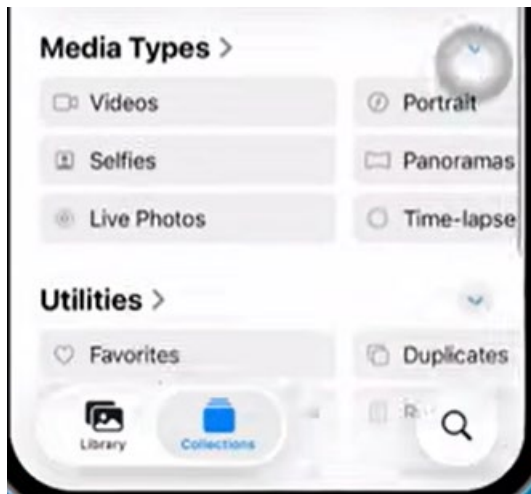 Media Types >
Videos
Portrait
Selfies
Panoramas
Live Photos
Time-lapse
Utilities >
Favorites
Duplicates
Library
Collections